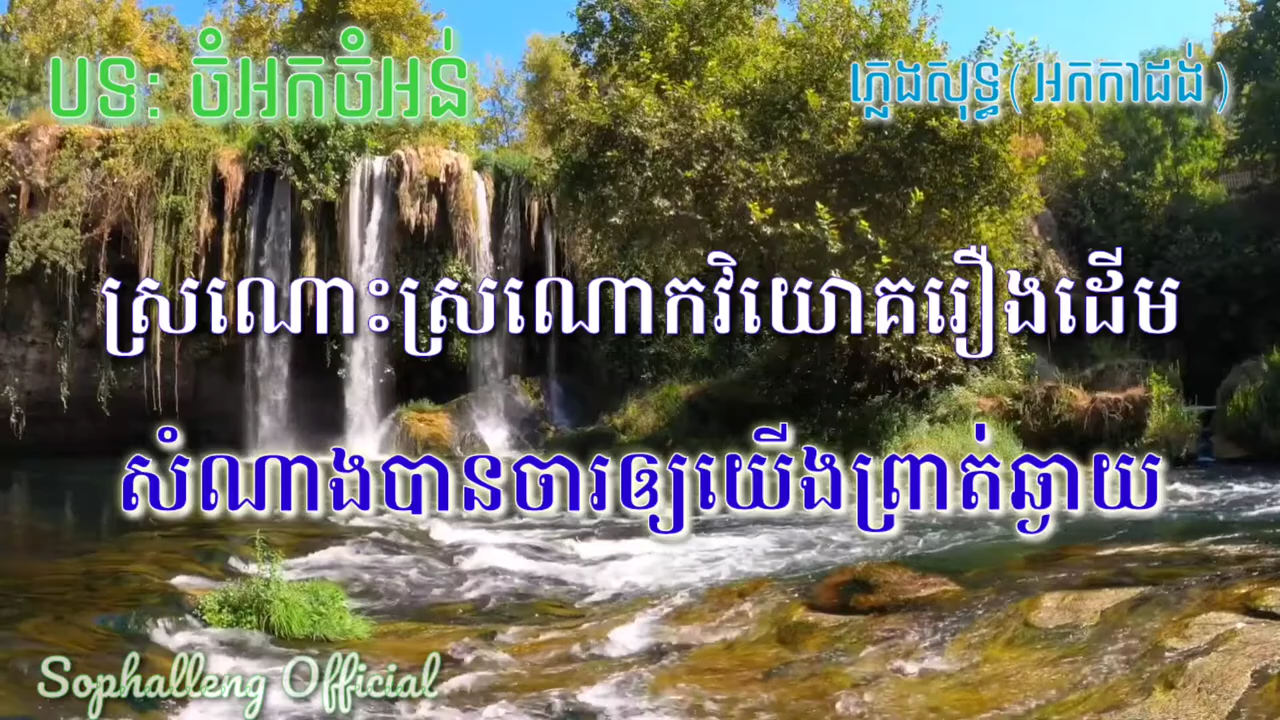 បទ: ចំអកចំអន់
ភ្លេងសុទ្ធ( អកកាដង់ )
ស្រណោះស្រណោកវិយោគរឿងដើម
សំណាងបានចារឲ្យយើងព្រាត់ឆ្ងាយ
Sophalleng Official